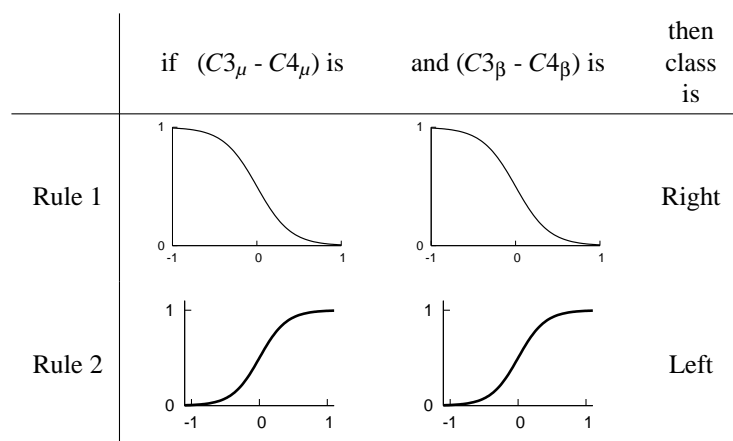 if (C3μ - C4μ) is and (C3β - C4β) is then class is
Rule 1
1
0
-1 0 1
1
0
-1 0 1
Right
Rule 2
1
0
-1 0 1
1
0
-1 0 1
Left